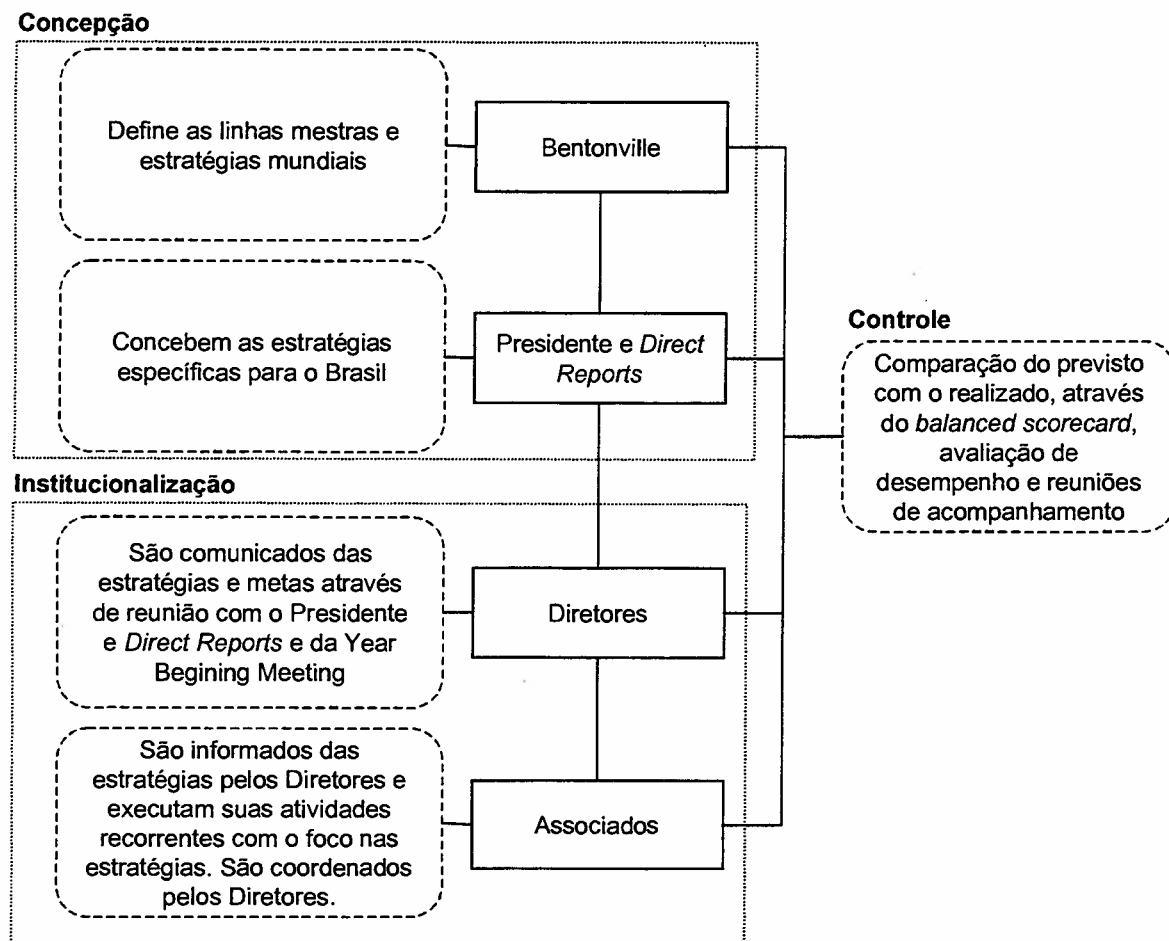 Concepção
Define as linhas mestras e
estratégias mundiais
Bentonville
Concebem as estratégias
específicas para o Brasil
Presidente e Direct
Reports
Controle
Comparação do previsto
com o realizado, através
do balanced scorecard,
avaliação de
desempenho e reuniões
de acompanhamento
Institucionalização
São comunicados das
estratégias e metas através
de reunião com o Presidente
e Direct Reports e da Year
Begining Meeting
Diretores
São informados das
estratégias pelos Diretores e
executam suas atividades
recorrentes com o foco nas
estratégias. São coordenados
pelos Diretores.
Associados